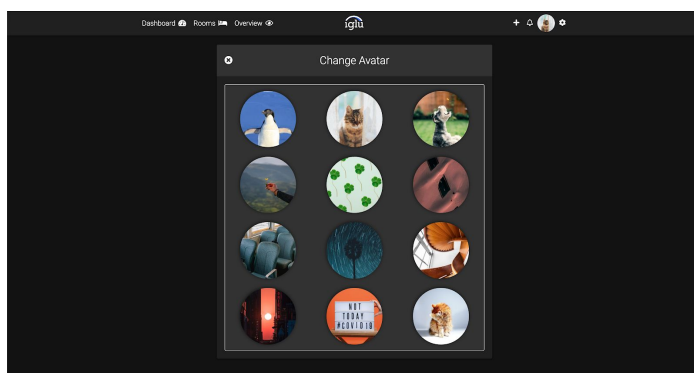 Dashboard Rooms Overview iglu
Change Avatar
NOT
TODAY
#COVID19